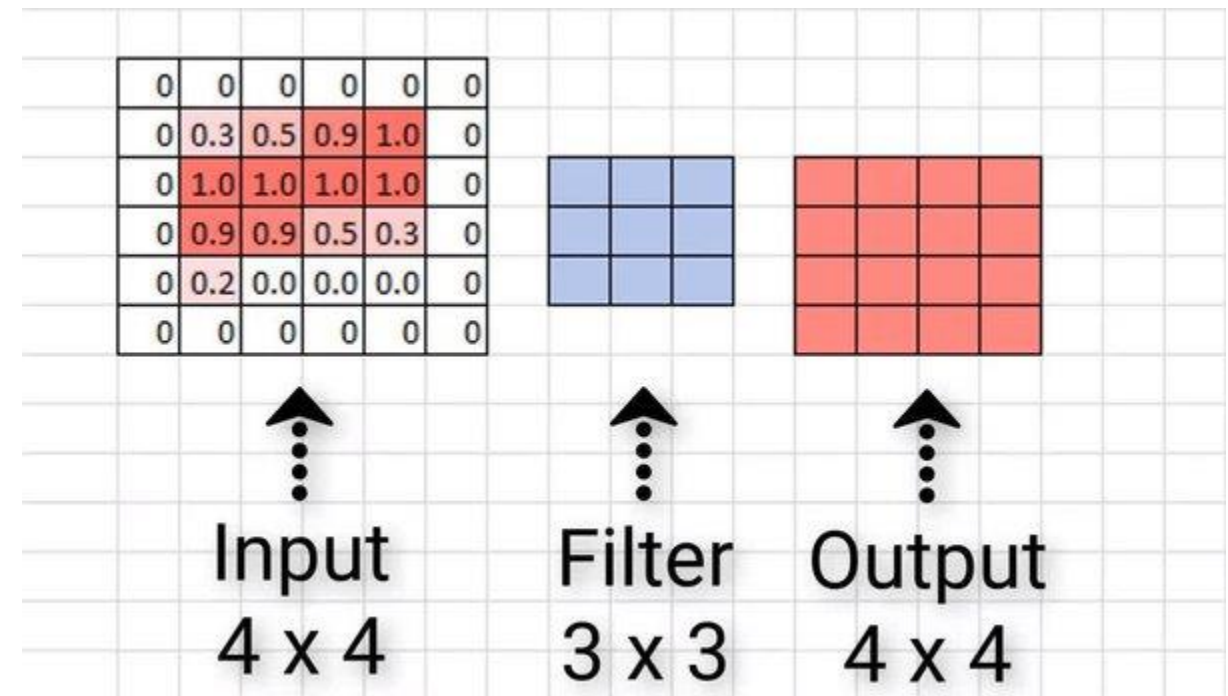 0 0 0 0 0 0
0 0.3 0.5 0.9 1.0 0
0 1.0 1.0 1.0 1.0 0
0 0.9 0.9 0.5 0.3 0
0 0.2 0.0 0.0 0.0 0
0 0 0 0 0 0
Input Filter Output
4 x 4 3 x 3 4 x 4